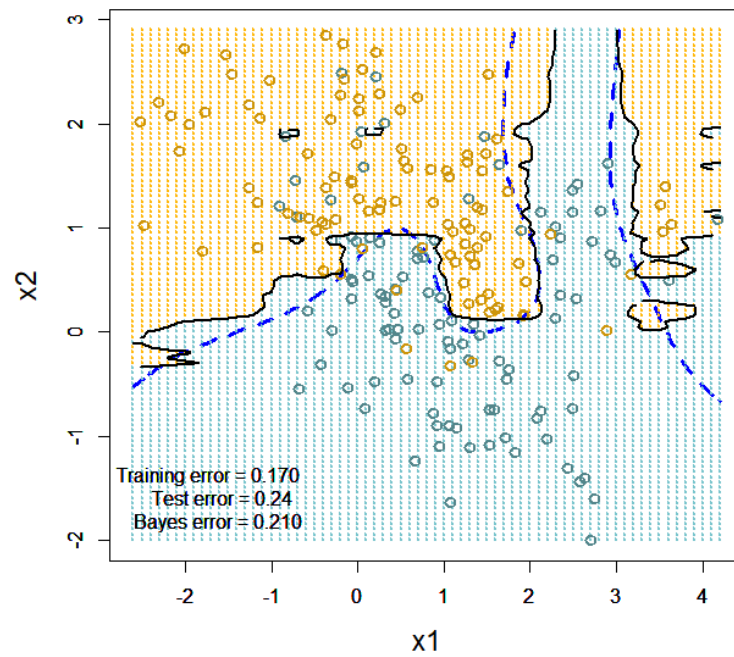 3
2
1
0
-1
-2
x2
Training error = 0.170
Test error = 0.24
Bayes error = 0.210
-2 -1 0 1 2 3 4
x1